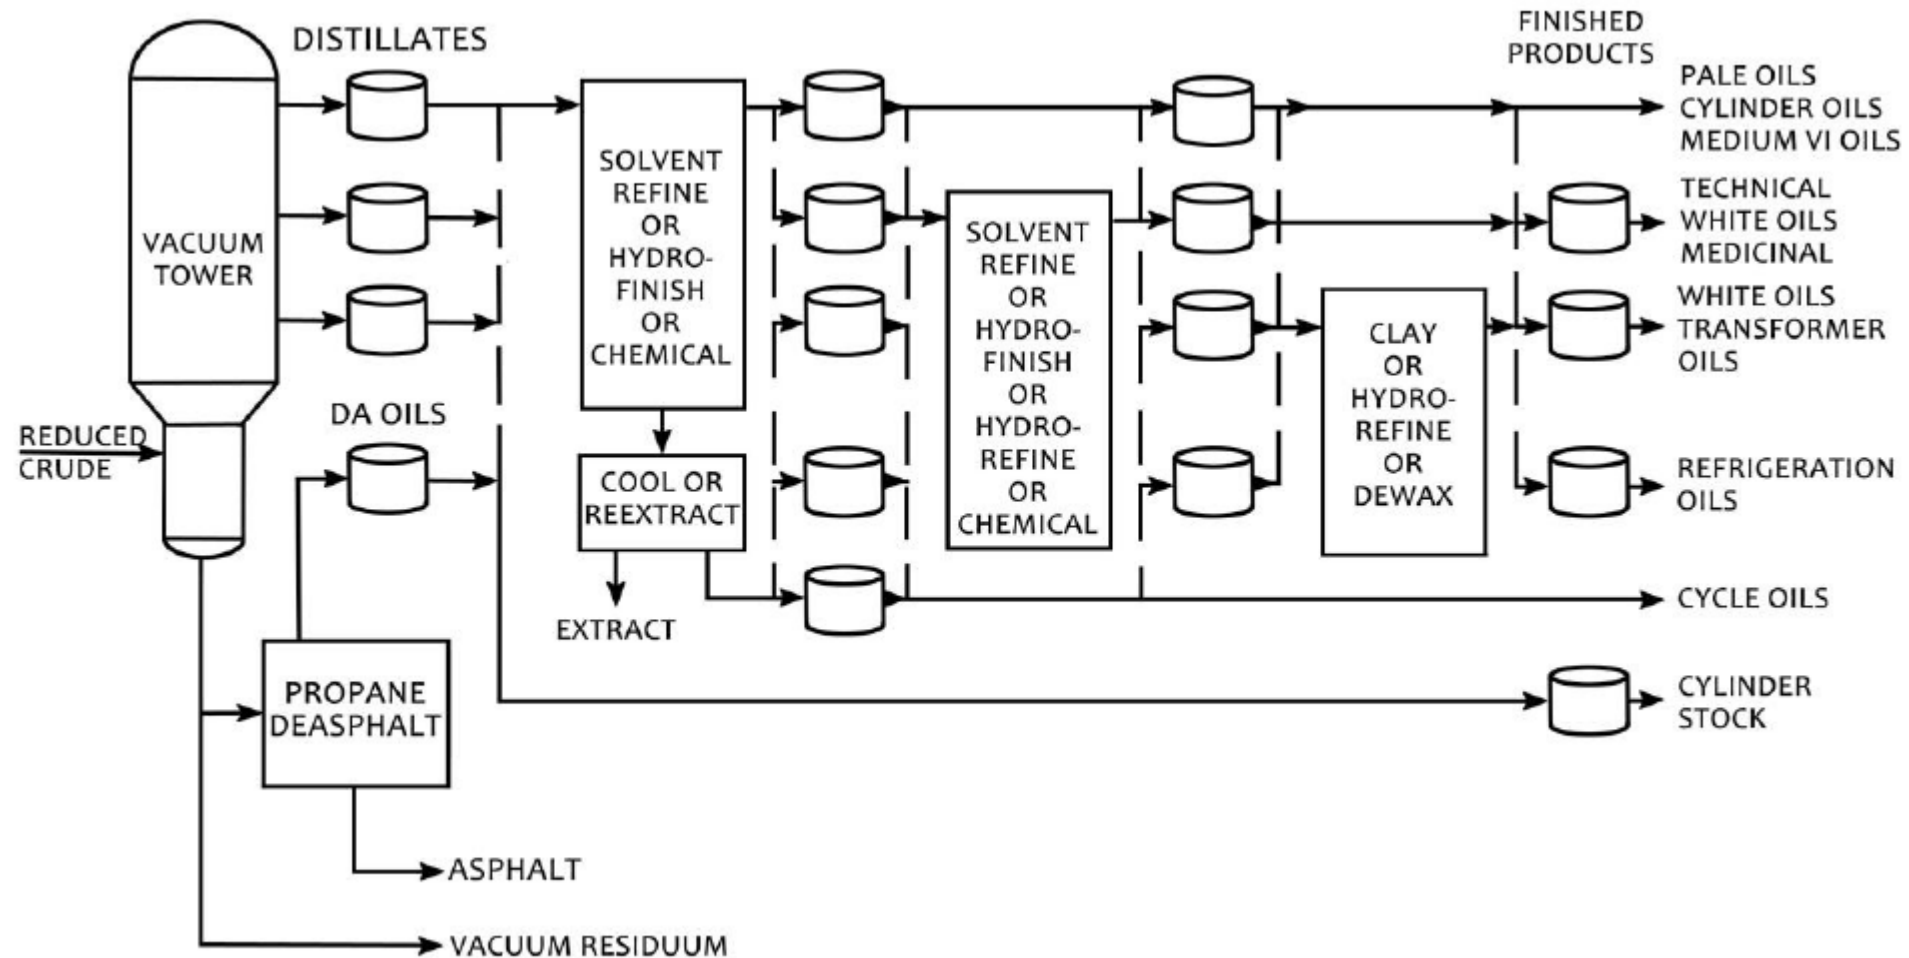 DISTILLATES
FINISHED
PRODUCTS
VACUUM
TOWER
REDUCED
CRUDE
DA OILS
PROPANE
DEASPHALT
ASPHALT
VACUUM RESIDUUM
SOLVENT
REFINE
OR
HYDRO-
FINISH
OR
CHEMICAL
COOL OR
REEXTRACT
EXTRACT
SOLVENT
REFINE
OR
HYDRO-
FINISH
OR
HYDRO-
REFINE
OR
CHEMICAL
CLAY
OR
HYDRO-
REFINE
OR
DEWAX
PALE OILS
CYLINDER OILS
MEDIUM VI OILS
TECHNICAL
WHITE OILS
MEDICINAL
WHITE OILS
TRANSFORMER
OILS
REFRIGERATION
OILS
CYCLE OILS
CYLINDER
STOCK